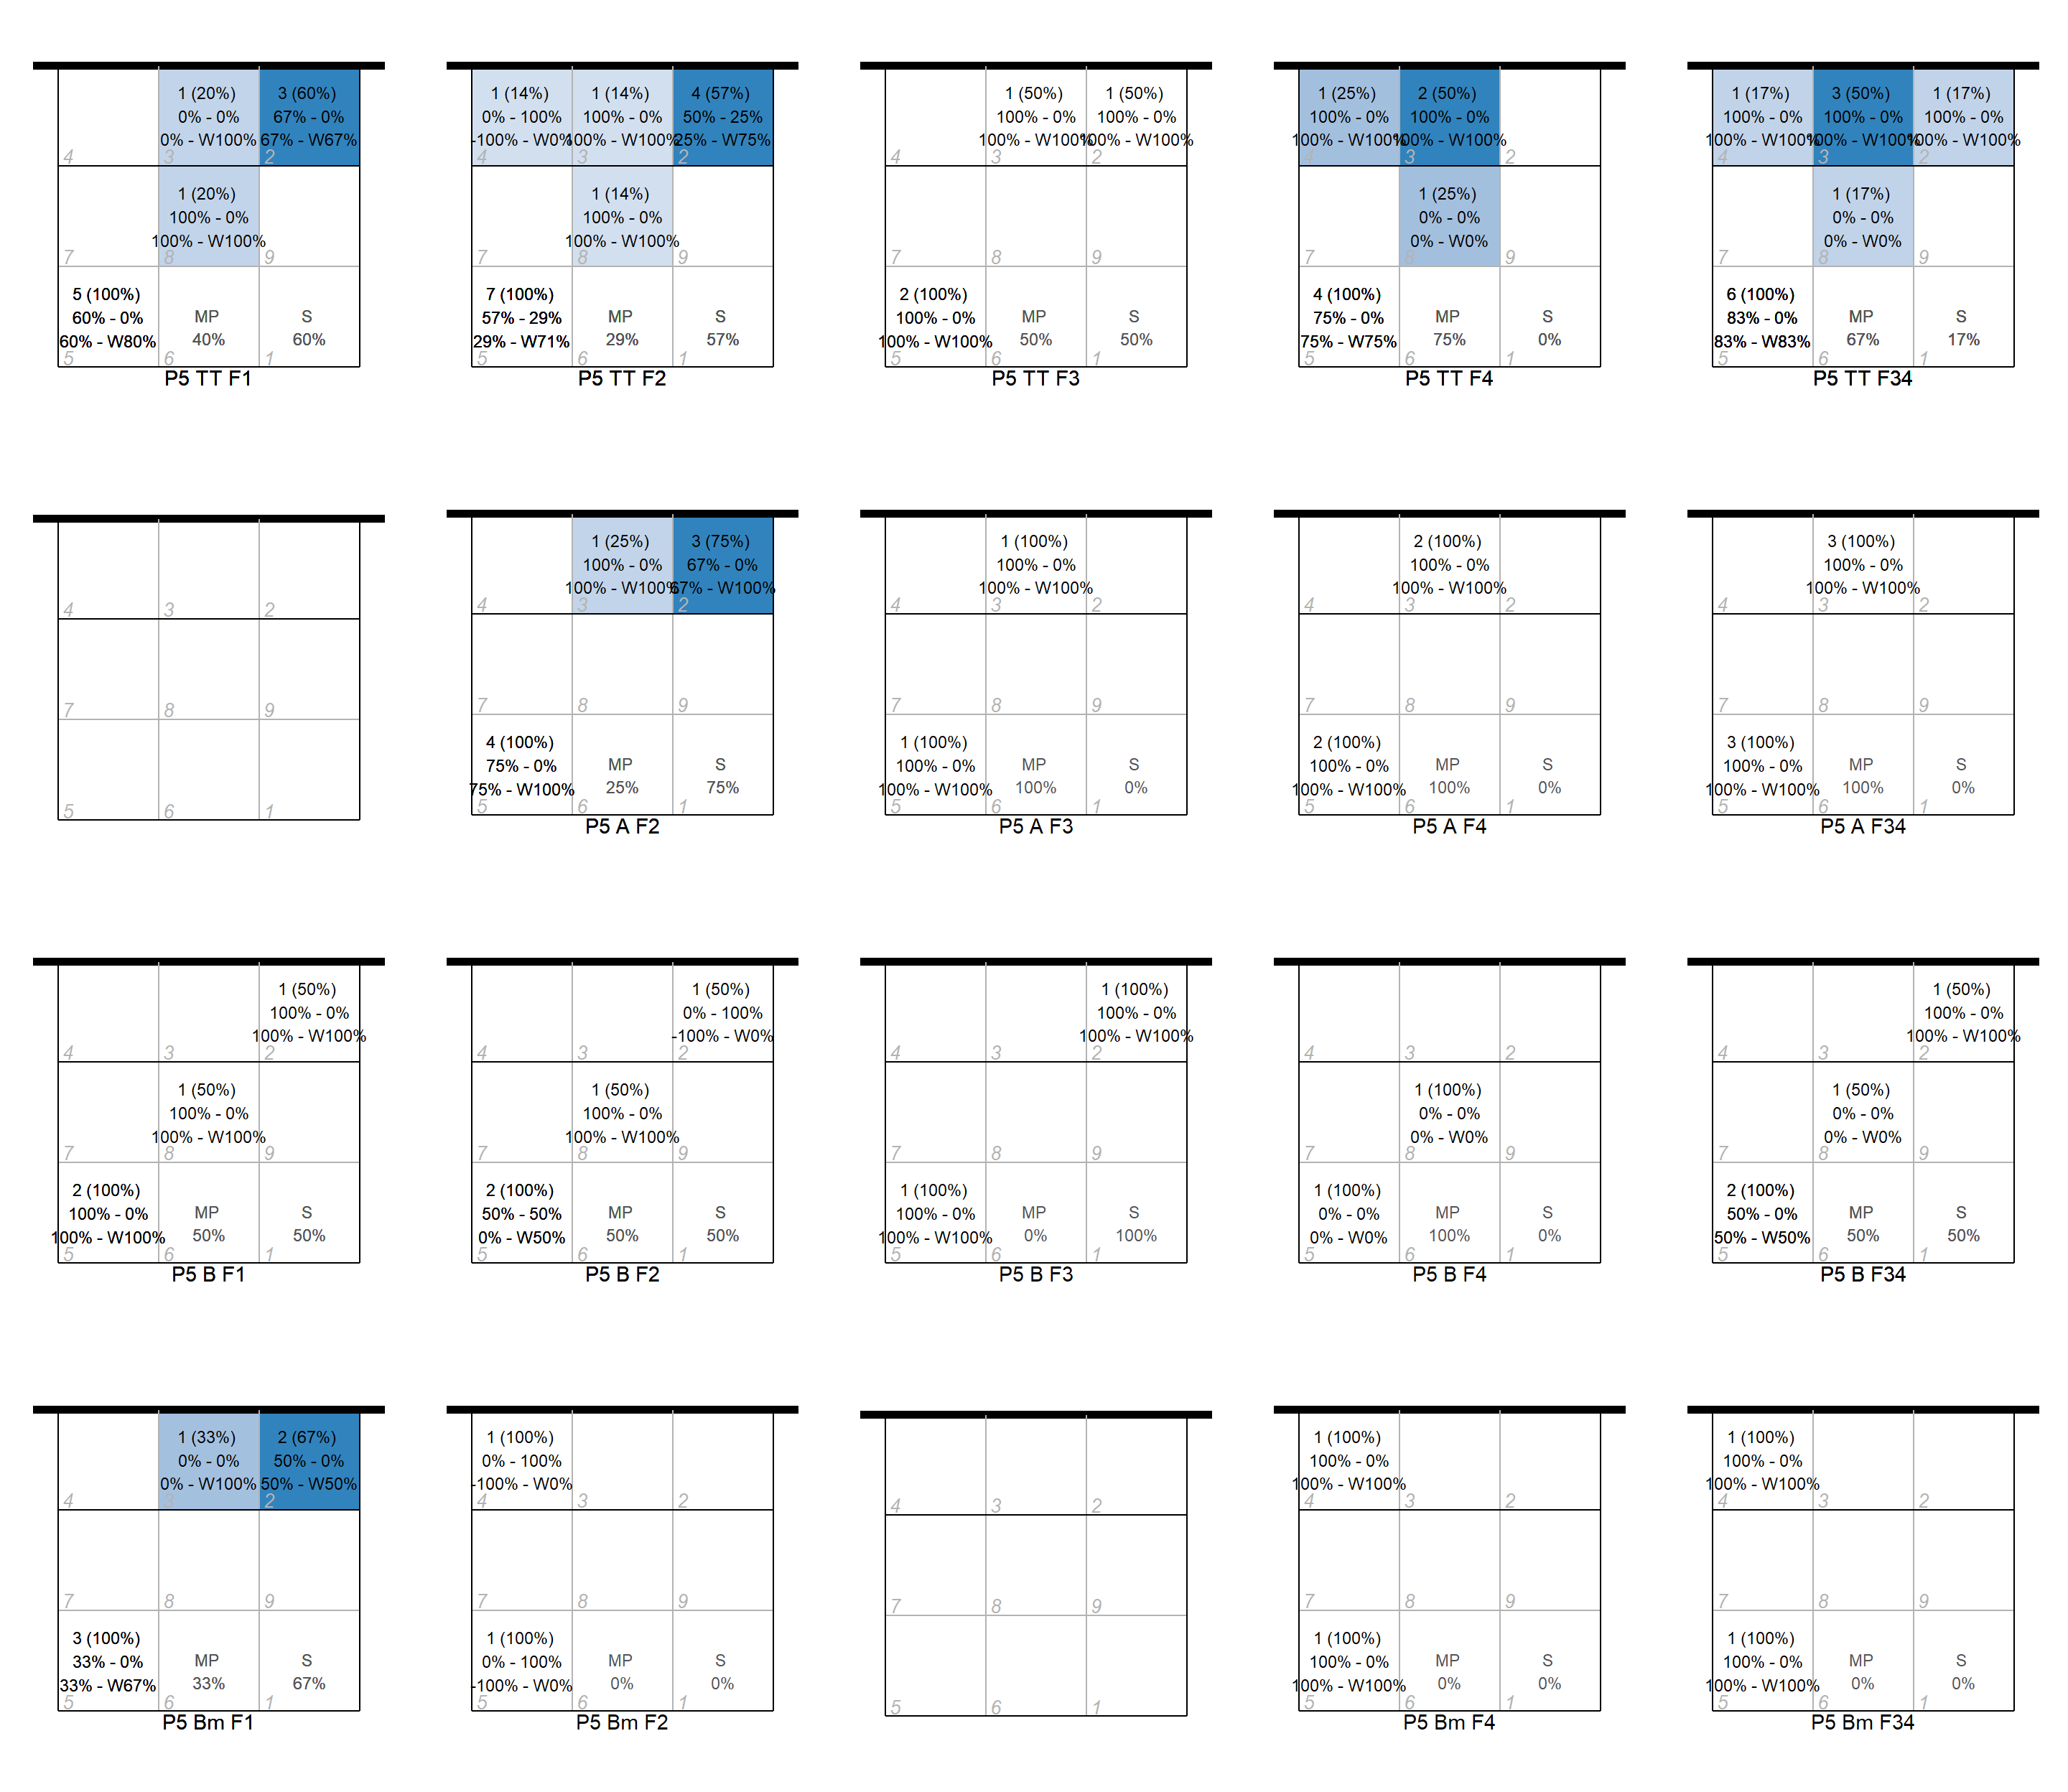 1 (20%) 3 (60%)
0% - 0% 67% - 0%
0% - W100% 67% - W67%
4 3 2
1 (20%)
100% - 0%
100% - W100%
7 8 9
5 (100%)
60% - 0% MP S
60% - W80% 40% 60%
5 6 1
P5 TT F1
1 (14%) 1 (14%) 4 (57%)
0% - 100% 100% - 0% 50% - 25%
-100% - W0% 100% - W100% 25% - W75%
4 3 2
1 (14%)
100% - 0%
100% - W100%
7 8 9
7 (100%)
57% - 29% MP S
29% - W71% 29% 57%
5 6 1
P5 TT F2
1 (50%) 1 (50%)
100% - 0% 100% - 0%
100% - W100% 100% - W100%
4 3 2
7 8 9
2 (100%)
100% - 0% MP S
100% - W100% 50% 50%
5 6 1
P5 TT F3
1 (25%) 2 (50%)
100% - 0% 100% - 0%
100% - W100% 100% - W100%
4 3 2
1 (25%)
0% - 0%
0% - W0%
7 8 9
4 (100%)
75% - 0% MP S
75% - W75% 75% 0%
5 6 1
P5 TT F4
1 (17%) 3 (50%) 1 (17%)
100% - 0% 100% - 0% 100% - 0%
100% - W100% 100% - W100% 100% - W100%
4 3 2
1 (17%)
0% - 0%
0% - W0%
7 8 9
6 (100%)
83% - 0% MP S
83% - W83% 67% 17%
5 6 1
P5 TT F34
4 3 2
7 8 9
5 6 1
1 (25%) 3 (75%)
100% - 0% 67% - 0%
100% - W100% 67% - W100%
4 3 2
7 8 9
4 (100%)
75% - 0% MP S
75% - W100% 25% 75%
5 6 1
P5 A F2
1 (100%)
100% - 0%
100% - W100%
4 3 2
7 8 9
1 (100%)
100% - 0% MP S
100% - W100% 100% 0%
5 6 1
P5 A F3
2 (100%)
100% - 0%
100% - W100%
4 3 2
7 8 9
2 (100%)
100% - 0% MP S
100% - W100% 100% 0%
5 6 1
P5 A F4
3 (100%)
100% - 0%
100% - W100%
4 3 2
7 8 9
3 (100%)
100% - 0% MP S
100% - W100% 100% 0%
5 6 1
P5 A F34
1 (50%)
100% - 0%
100% - W100%
4 3 2
1 (50%)
100% - 0%
100% - W100%
7 8 9
2 (100%)
100% - 0% MP S
100% - W100% 50% 50%
5 6 1
P5 B F1
1 (50%)
0% - 100%
-100% - W0%
4 3 2
1 (50%)
100% - 0%
100% - W100%
7 8 9
2 (100%)
50% - 50% MP S
0% - W50% 50% 50%
5 6 1
P5 B F2
1 (100%)
100% - 0%
100% - W100%
4 3 2
7 8 9
1 (100%)
100% - 0% MP S
100% - W100% 0% 100%
5 6 1
P5 B F3
4 3 2
1 (100%)
0% - 0%
0% - W0%
7 8 9
1 (100%)
0% - 0% MP S
0% - W0% 100% 0%
5 6 1
P5 B F4
1 (50%)
100% - 0%
100% - W100%
4 3 2
1 (50%)
0% - 0%
0% - W0%
7 8 9
2 (100%)
50% - 0% MP S
50% - W50% 50% 50%
5 6 1
P5 B F34
1 (33%) 2 (67%)
0% - 0% 50% - 0%
0% - W100% 50% - W50%
4 3 2
7 8 9
3 (100%)
33% - 0% MP S
33% - W67% 33% 67%
5 6 1
P5 Bm F1
1 (100%)
0% - 100%
-100% - W0%
4 3 2
7 8 9
1 (100%)
0% - 100% MP S
-100% - W0% 0% 0%
5 6 1
P5 Bm F2
4 3 2
7 8 9
5 6 1
1 (100%)
100% - 0%
100% - W100%
4 3 2
7 8 9
1 (100%)
100% - 0% MP S
100% - W100% 0% 0%
5 6 1
P5 Bm F4
1 (100%)
100% - 0%
100% - W100%
4 3 2
7 8 9
1 (100%)
100% - 0% MP S
100% - W100% 0% 0%
5 6 1
P5 Bm F34